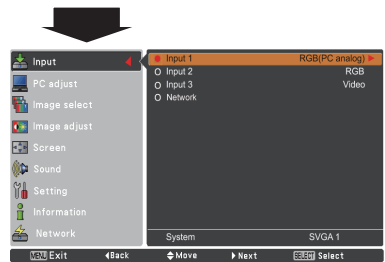 Input
PC adjust
Image select
Image adjust
Screen
Sound
Setting
Information
Network
Input 1 RGB(PC analog)
Input 2 RGB
Input 3 Video
Network
System SVGA 1
MENU Exit Back Move Next SELECT Select